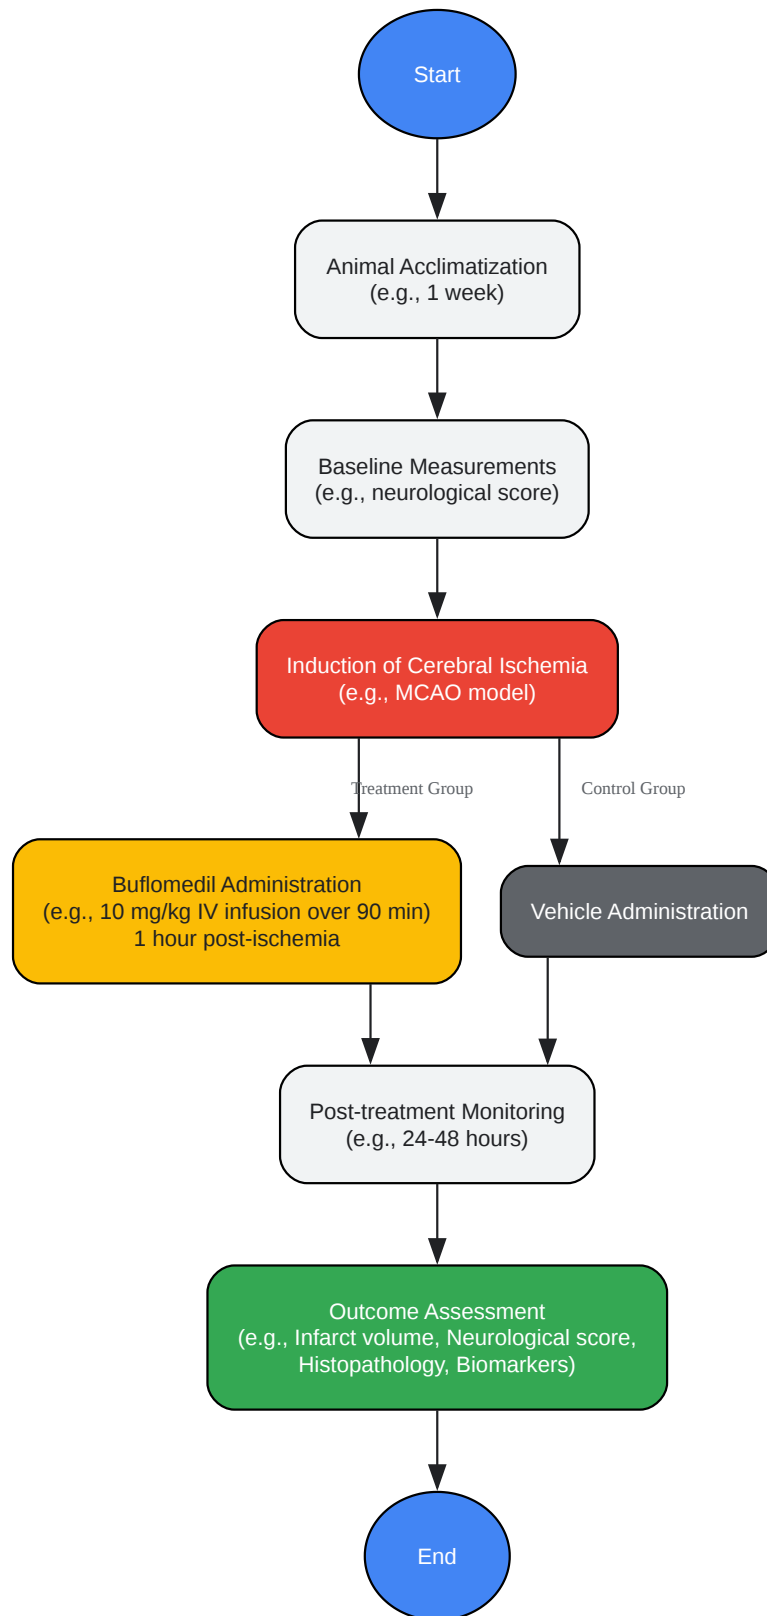 Start
Animal Acclimatization
(e.g., 1 week)
Baseline Measurements
(e.g., neurological score)
Induction of Cerebral Ischemia
(e.g., MCAO model)
Treatment Group
Control Group
Buflomedil Administration
(e.g., 10 mg/kg IV infusion over 90 min)
1 hour post-ischemia
Vehicle Administration
Post-treatment Monitoring
(e.g., 24-48 hours)
Outcome Assessment
(e.g., Infarct volume, Neurological score,
Histopathology, Biomarkers)
End